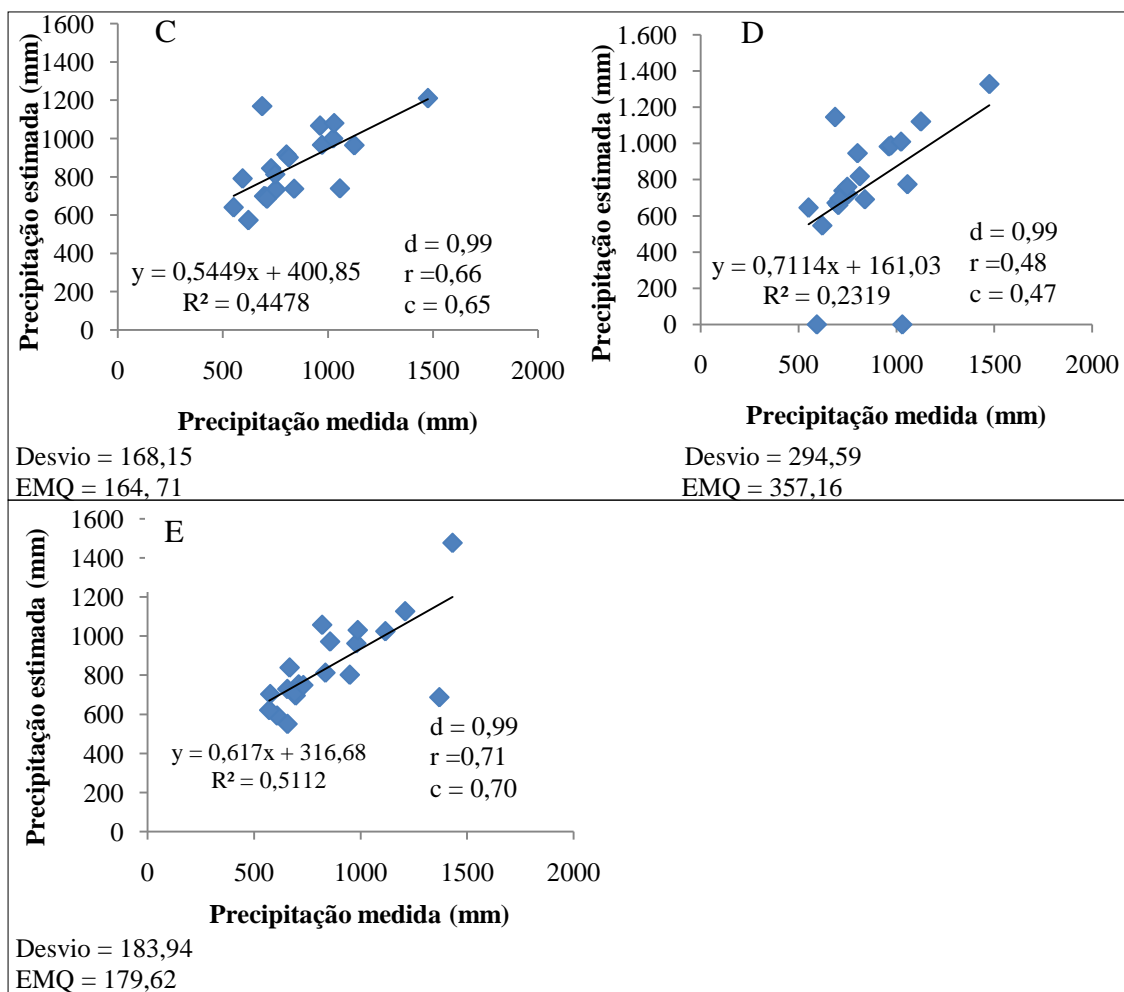 C
Precipitação estimada (mm)
1600
1400
1200
1000
800
600
400
200
0
d = 0,99
r =0,66
c = 0,65
y = 0,5449x + 400,85
R² = 0,4478
0 500 1000 1500 2000
Precipitação medida (mm)
Desvio = 168,15
EMQ = 164, 71
D
Precipitação estimada (mm)
1.600
1.400
1.200
1.000
800
600
400
200
0
d = 0,99
r =0,48
c = 0,47
y = 0,7114x + 161,03
R² = 0,2319
0 500 1000 1500 2000
Precipitação medida (mm)
Desvio = 294,59
EMQ = 357,16
E
Precipitação estimada (mm)
1600
1400
1200
1000
800
600
400
200
0
d = 0,99
r =0,71
c = 0,70
y = 0,617x + 316,68
R² = 0,5112
0 500 1000 1500 2000
Precipitação medida (mm)
Desvio = 183,94
EMQ = 179,62